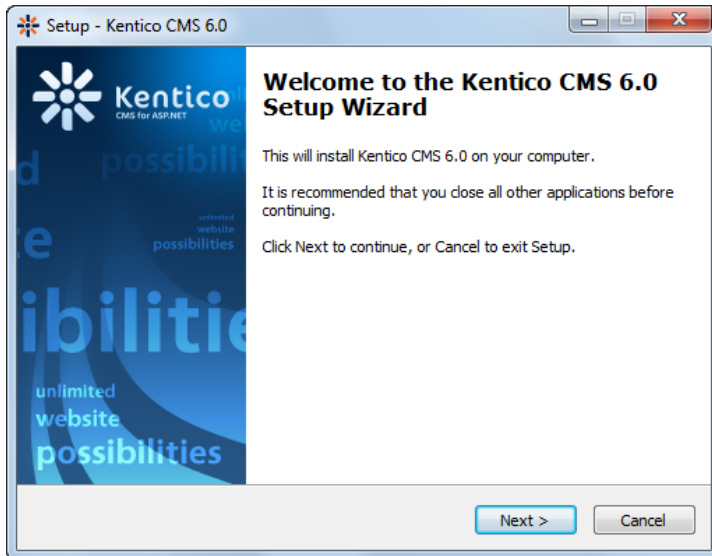 Setup - Kentico CMS 6.0
Kentico
CMS for ASP.NET
Welcome to the Kentico CMS 6.0
Setup Wizard
This will install Kentico CMS 6.0 on your computer.
It is recommended that you close all other applications before
continuing.
Click Next to continue, or Cancel to exit Setup.
we
d possibilit
unlimited
website
possibilities
e
ibilitie
unlimited
website
possibilities
Next >
Cancel